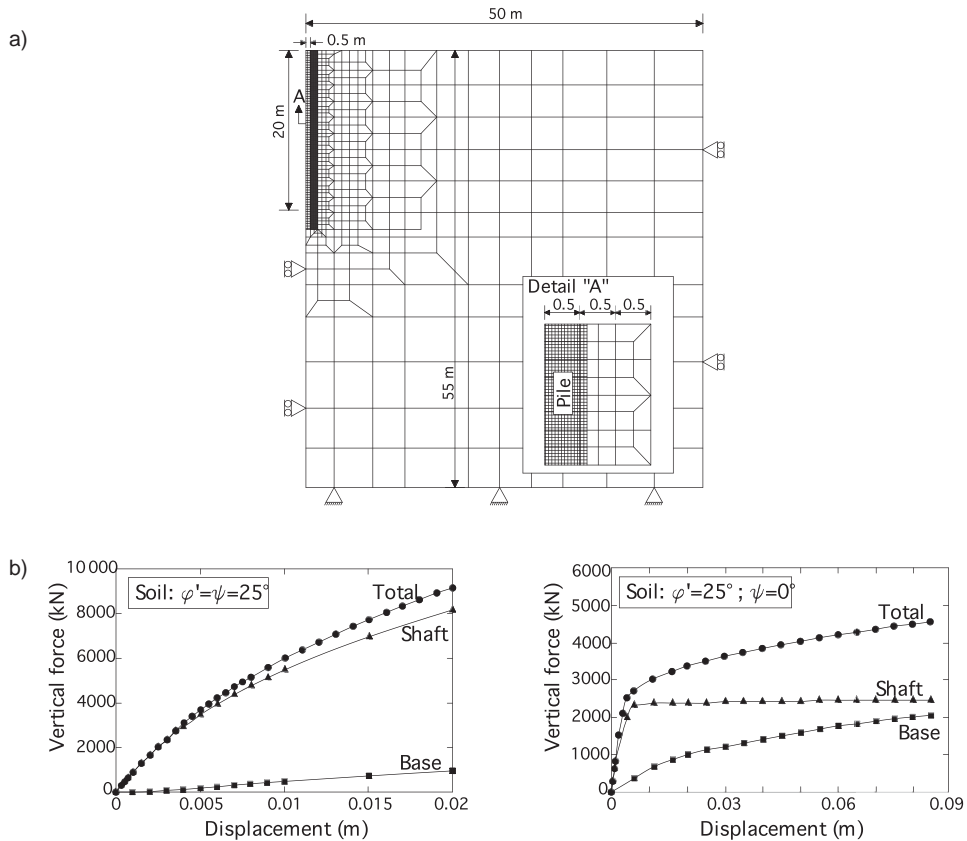 a)
50 m
0.5 m
A
20 m
55 m
Detail "A"
0.5 0.5 0.5
Pile
b)
Vertical force (kN)
10 000
8000
6000
4000
2000
0
Soil: φ'=ψ=25°
Total
Shaft
Base
0 0.005 0.01 0.015 0.02
Displacement (m)
Vertical force (kN)
6000
5000
4000
3000
2000
1000
0
Soil: φ'=25° ; ψ=0°
Total
Shaft
Base
0 0.03 0.06 0.09
Displacement (m)